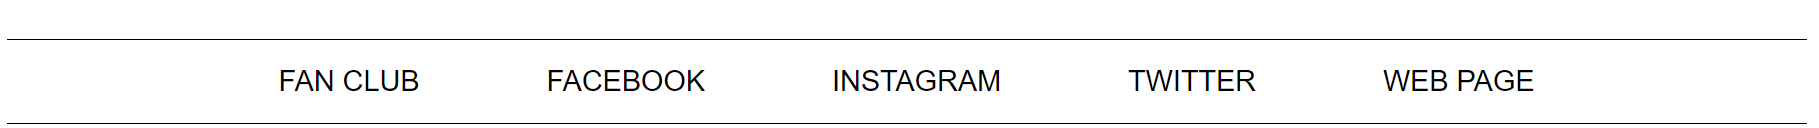 FAN CLUB FACEBOOK INSTAGRAM TWITTER WEB PAGE